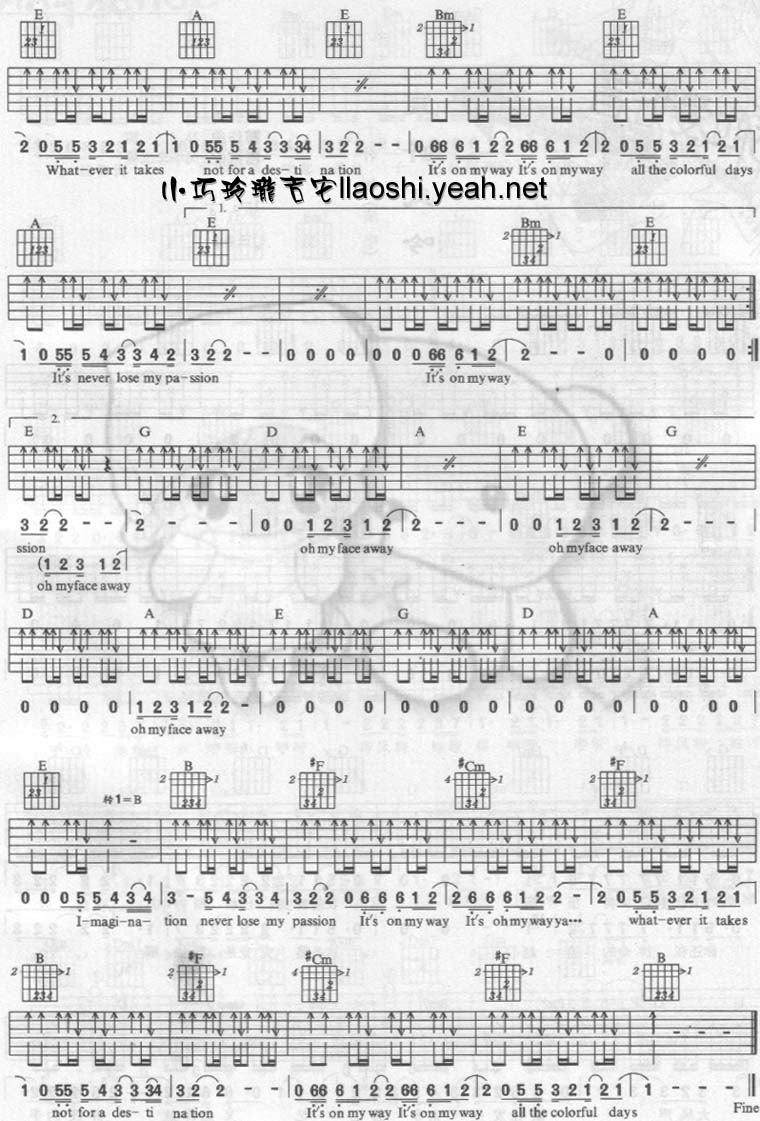 E A E Bm E
2 0 5 5 3 2 1 2 1 | 1 0 55 5 4 3 3 34 | 3 2 2 - - | 0 66 6 1 2 2 66 6 1 2 | 2 0 5 5 3 2 1 2 1
What-ever it takes not for a des- ti na tion It's on my way It's on my way all the colorful days
小巧玲珑吉它llaoshi.yeah.net
1.
A E Bm E
1 0 55 5 4 3 3 4 2 | 3 2 2 - - | 0 0 0 0 | 0 0 0 66 6 1 2 | 2 - - 0 | 0 0 0 0
It's never lose my pa-ssion It's on my way
2.
E G D A E G
3 2 2 - - | 2 - - - | 0 0 1 2 3 1 2 | 2 - - - | 0 0 1 2 3 1 2 | 2 - - -
ssion oh my face away oh my face away
(1 2 3 1 2
oh my face away
D A E G D A
0 0 0 0 | 1 2 3 1 2 2 - | 0 0 0 0 | 0 0 0 0 | 0 0 0 0 | 0 0 0 0
oh my face away
E B #F #Cm #F
转1=B
0 0 0 5 5 4 3 4 | 3 - 5 4 3 3 4 | 3 2 2 0 6 6 6 1 2 | 2 6 6 6 1 2 2 - | 2 0 5 5 3 2 1 2 1
I-magi-na- tion never lose my passion It's on my way It's oh my way ya… what-ever it takes
B #F #Cm #F B
1 0 55 5 4 3 3 34 | 3 2 2 - - | 0 66 6 1 2 2 66 6 1 2 | 2 0 5 5 3 2 1 2 1 | 1 - - -
not for a des- ti na tion It's on my way It's on my way all the colorful days Fine